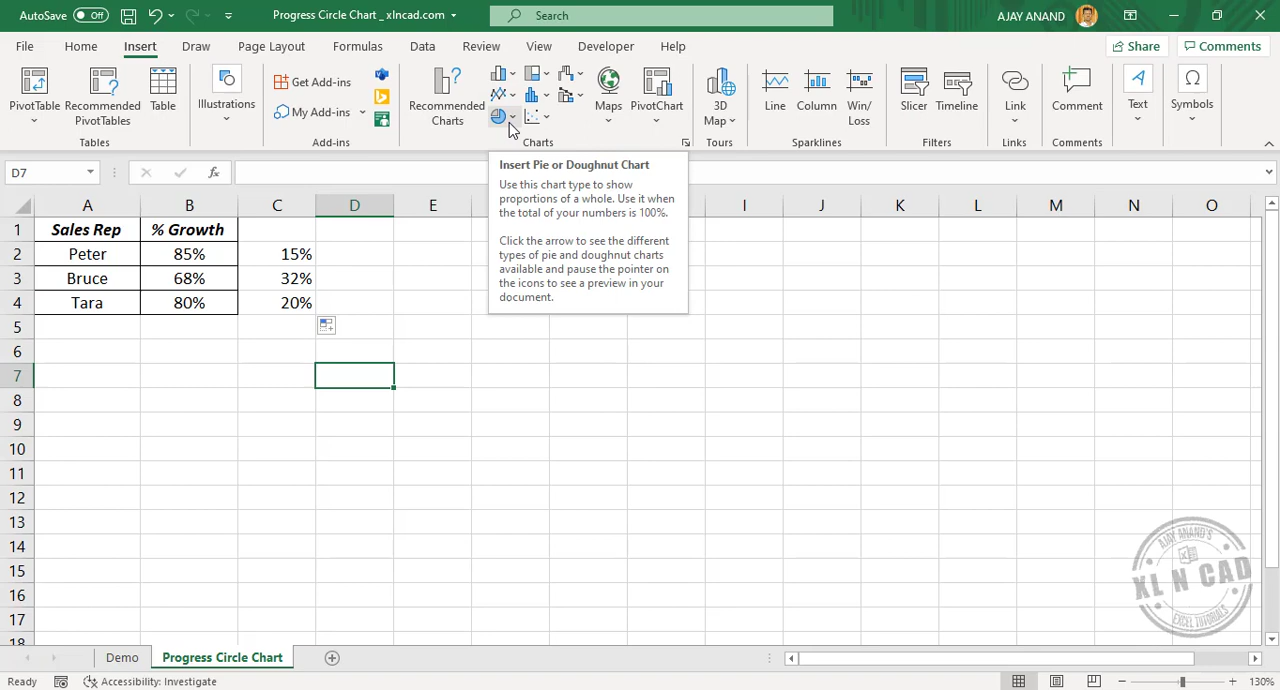 AutoSave Off Progress Circle Chart _ xlncad.com Search AJAY ANAND
File Home Insert Draw Page Layout Formulas Data Review View Developer Help Share Comments
PivotTable
Recommended
PivotTables
Table
Illustrations
Get Add-ins
My Add-ins
Recommended
Charts
Maps
PivotChart
3D
Map
Line
Column
Win/
Loss
Slicer
Timeline
Link
Comment
Text
Symbols
Tables Add-ins Charts Tours Sparklines Filters Links Comments
D7 fx
Insert Pie or Doughnut Chart
Use this chart type to show
proportions of a whole. Use it when
the total of your numbers is 100%.
Click the arrow to see the different
types of pie and doughnut charts
available and pause the pointer on
the icons to see a preview in your
document.
A B C D E I J K L M N O
1 Sales Rep % Growth
2 Peter 85% 15%
3 Bruce 68% 32%
4 Tara 80% 20%
5
6
7
8
9
10
11
12
13
14
15
16
17
18
AJAY ANAND'S
XL N CAD
EXCEL TUTORIALS
Demo Progress Circle Chart
Ready Accessibility: Investigate 130%